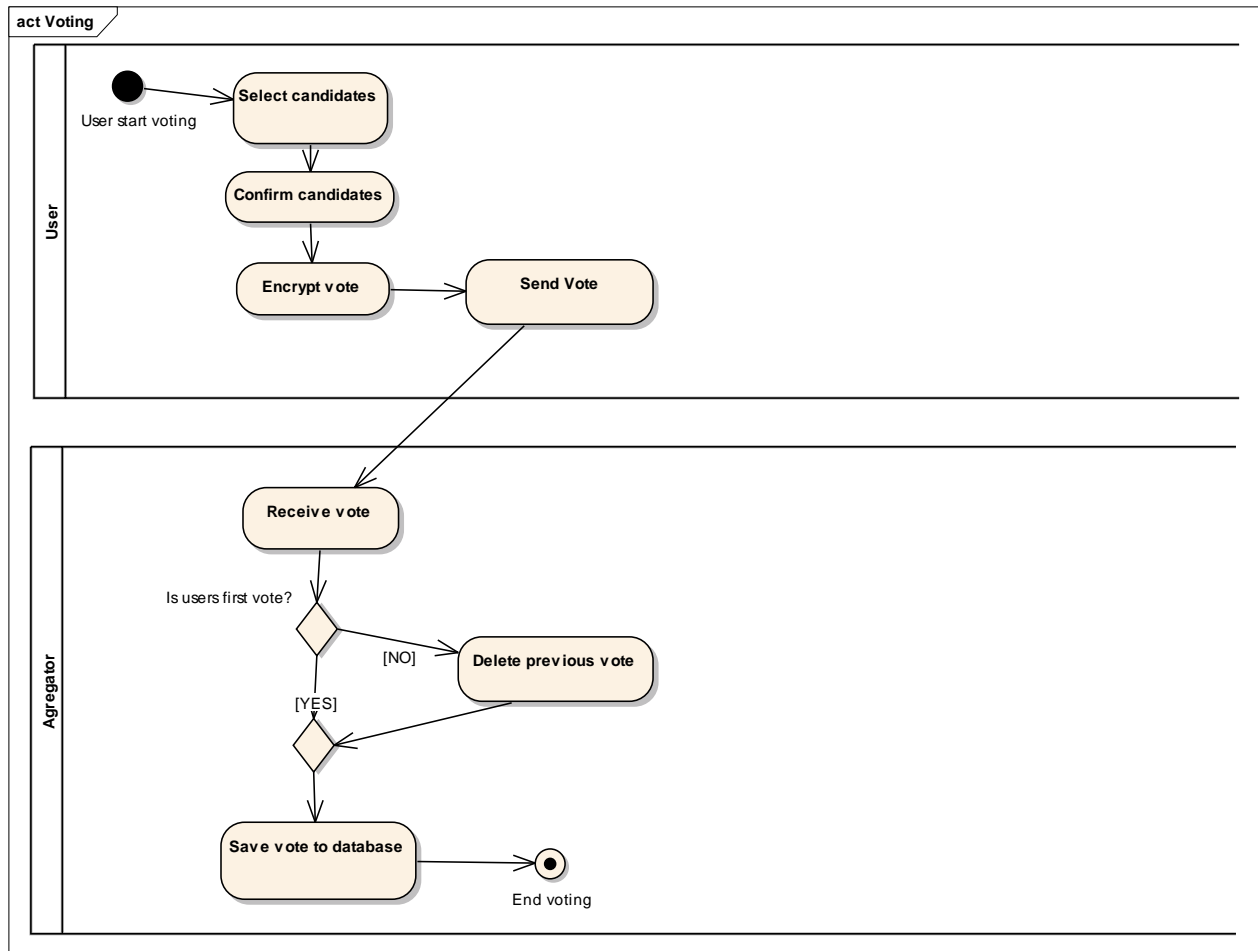 act Voting
User
User start voting
Select candidates
Confirm candidates
Encrypt vote
Send Vote
Agregator
Receive vote
Is users first vote?
[NO]
Delete previous vote
[YES]
Save vote to database
End voting